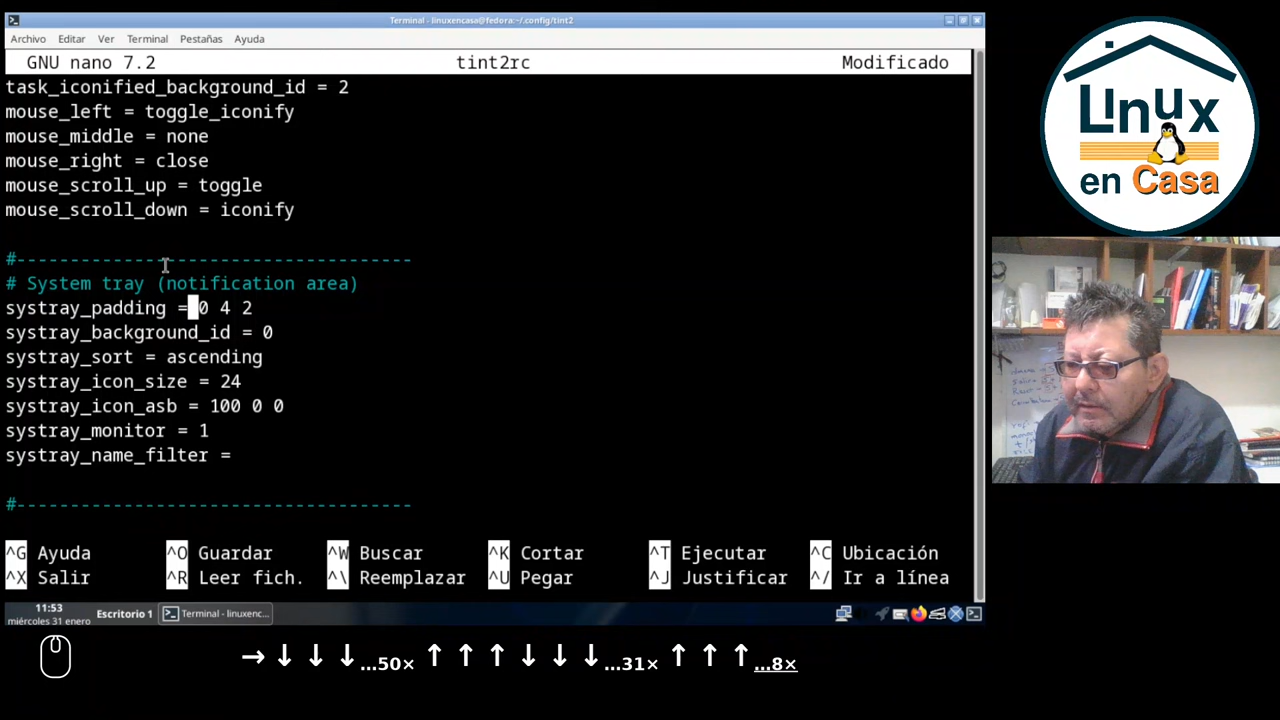 Terminal - linuxencasa@fedora:~/.config/tint2
Archivo Editar Ver Terminal Pestañas Ayuda
GNU nano 7.2 tint2rc Modificado
task_iconified_background_id = 2
mouse_left = toggle_iconify
mouse_middle = none
mouse_right = close
mouse_scroll_up = toggle
mouse_scroll_down = iconify
#-------------------------------------
# System tray (notification area)
systray_padding = 0 4 2
systray_background_id = 0
systray_sort = ascending
systray_icon_size = 24
systray_icon_asb = 100 0 0
systray_monitor = 1
systray_name_filter =
#-------------------------------------
^G Ayuda ^O Guardar ^W Buscar ^K Cortar ^T Ejecutar ^C Ubicación
^X Salir ^R Leer fich. ^\ Reemplazar ^U Pegar ^J Justificar ^/ Ir a línea
11:53
miércoles 31 enero
Escritorio 1
Terminal - linuxenc...
→ ↓ ↓ ↓ ...50× ↑ ↑ ↑ ↓ ↓ ↓ ...31× ↑ ↑ ↑ ...8×
Linux
en Casa